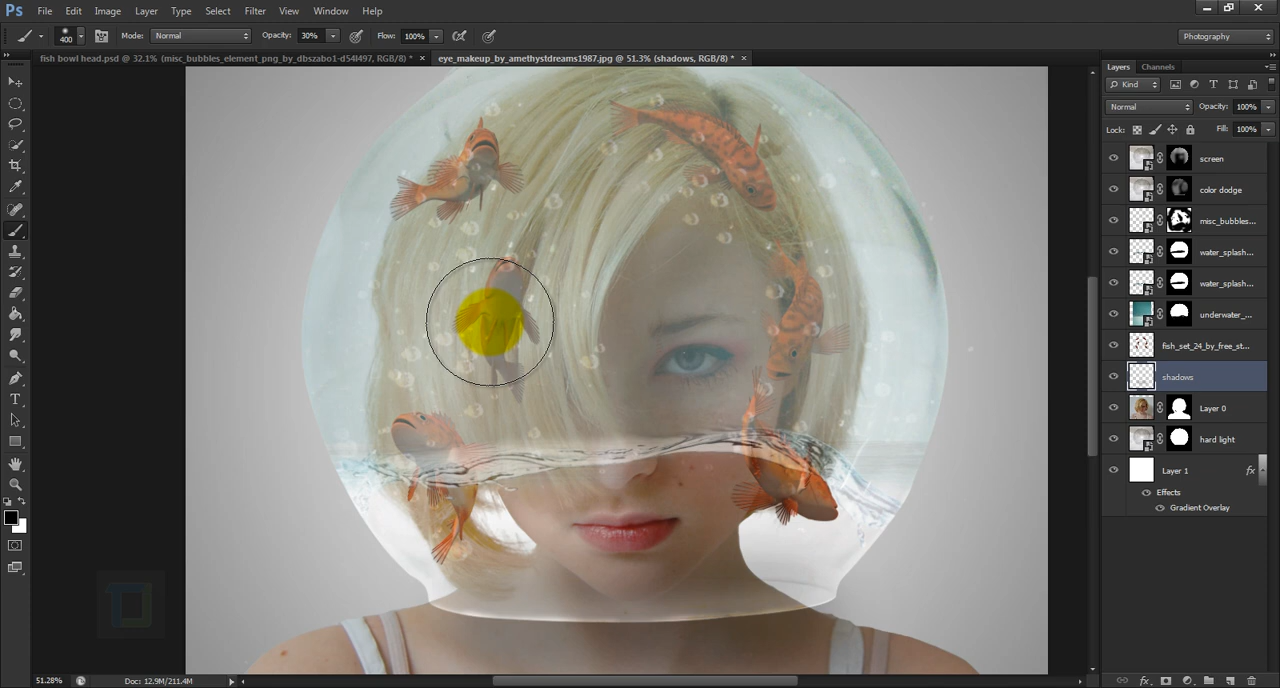 Ps File Edit Image Layer Type Select Filter View Window Help
400 Mode: Normal Opacity: 30% Flow: 100% Photography
fish bowl head.psd @ 32.1% (misc_bubbles_element_png_by_dbszabo1-d54l497, RGB/8) * × eye_makeup_by_amethystdreams1987.jpg @ 51.3% (shadows, RGB/8) * ×
Layers Channels
Kind
Normal Opacity: 100%
Lock: Fill: 100%
screen
color dodge
misc_bubbles...
water_splash...
water_splash...
underwater_...
fish_set_24_by_free_st...
shadows
Layer 0
hard light
Layer 1 fx
Effects
Gradient Overlay
51.28% Doc: 12.9M/211.4M